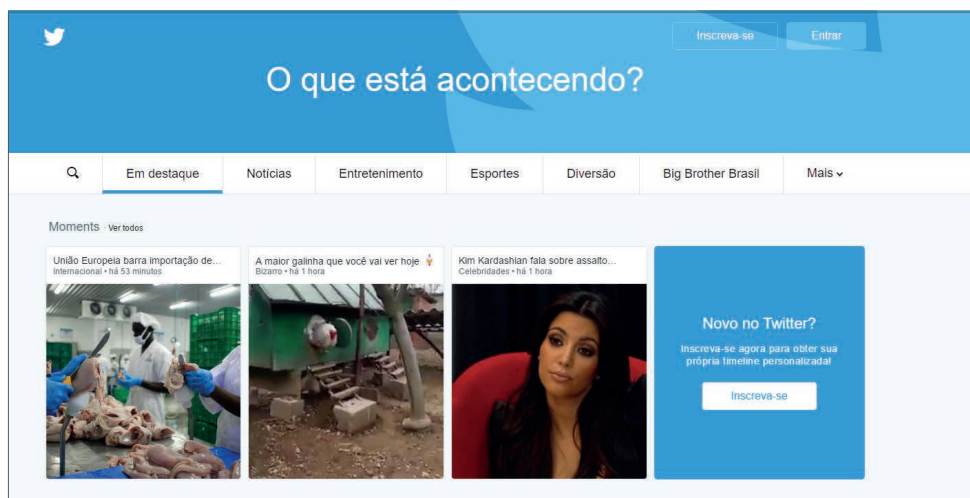 Inscreva-se Entrar
O que está acontecendo?
Em destaque Notícias Entretenimento Esportes Diversão Big Brother Brasil Mais
Moments · Ver todos
União Europeia barra importação de...
Internacional • há 53 minutos
A maior galinha que você vai ver hoje
Bizarro • há 1 hora
Kim Kardashian fala sobre assalto...
Celebridades • há 1 hora
Novo no Twitter?
Inscreva-se agora para obter sua
própria timeline personalizada!
Inscreva-se